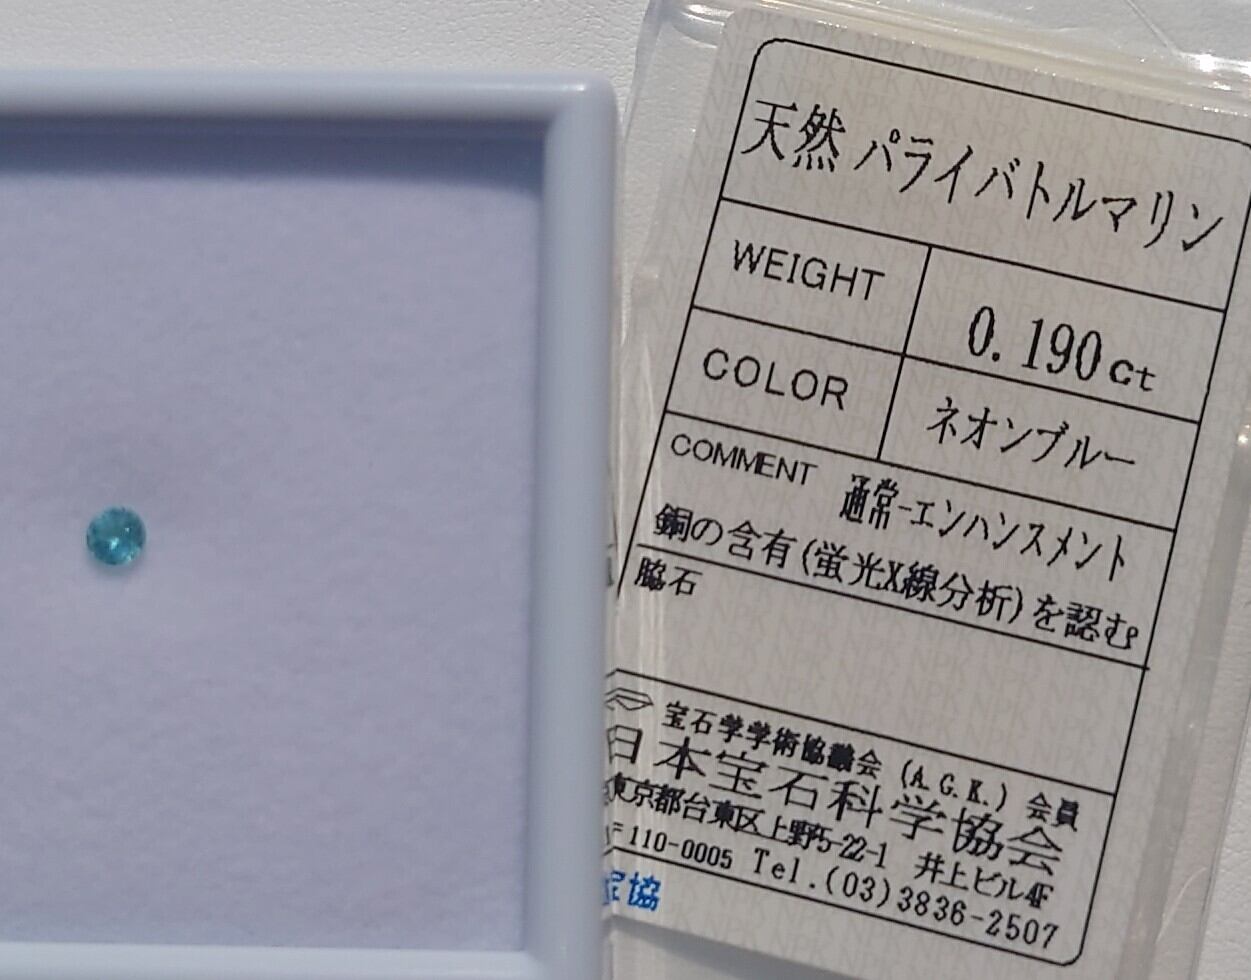 天然 パライバトルマリン
WEIGHT 0.190ct
COLOR ネオンブルー
COMMENT 通常-エンハンスメント
銅の含有(蛍光X線分析)を認む
脇石
宝石学学術協議会 (A.G.K.) 会員
日本宝石科学協会
東京都台東区上野5-22-1 井上ビル4F
〒110-0005 Tel.(03)3836-2507
宝協